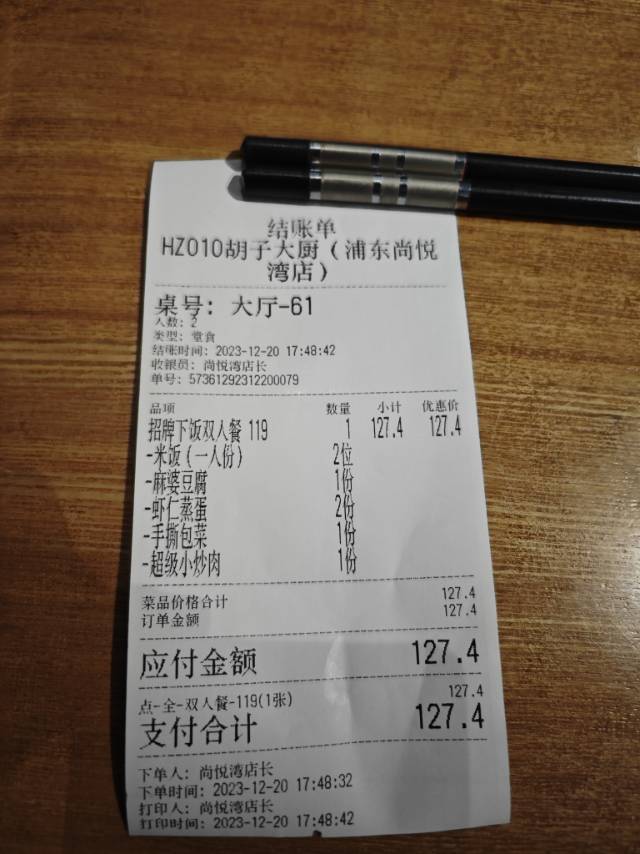 结账单
HZ010胡子大厨（浦东尚悦
湾店）
桌号：大厅-61
人数：2
类型：堂食
结账时间：2023-12-20 17:48:42
收银员：尚悦湾店长
单号：57361292312200079
品项 数量 小计 优惠价
招牌下饭双人餐 119 1 127.4 127.4
-米饭（一人份） 2位
-麻婆豆腐 1份
-虾仁蒸蛋 2份
-手撕包菜 1份
-超级小炒肉 1份
菜品价格合计 127.4
订单金额 127.4
应付金额 127.4
点-全-双人餐-119(1张) 127.4
支付合计 127.4
下单人：尚悦湾店长
下单时间：2023-12-20 17:48:32
打印人：尚悦湾店长
打印时间：2023-12-20 17:48:42